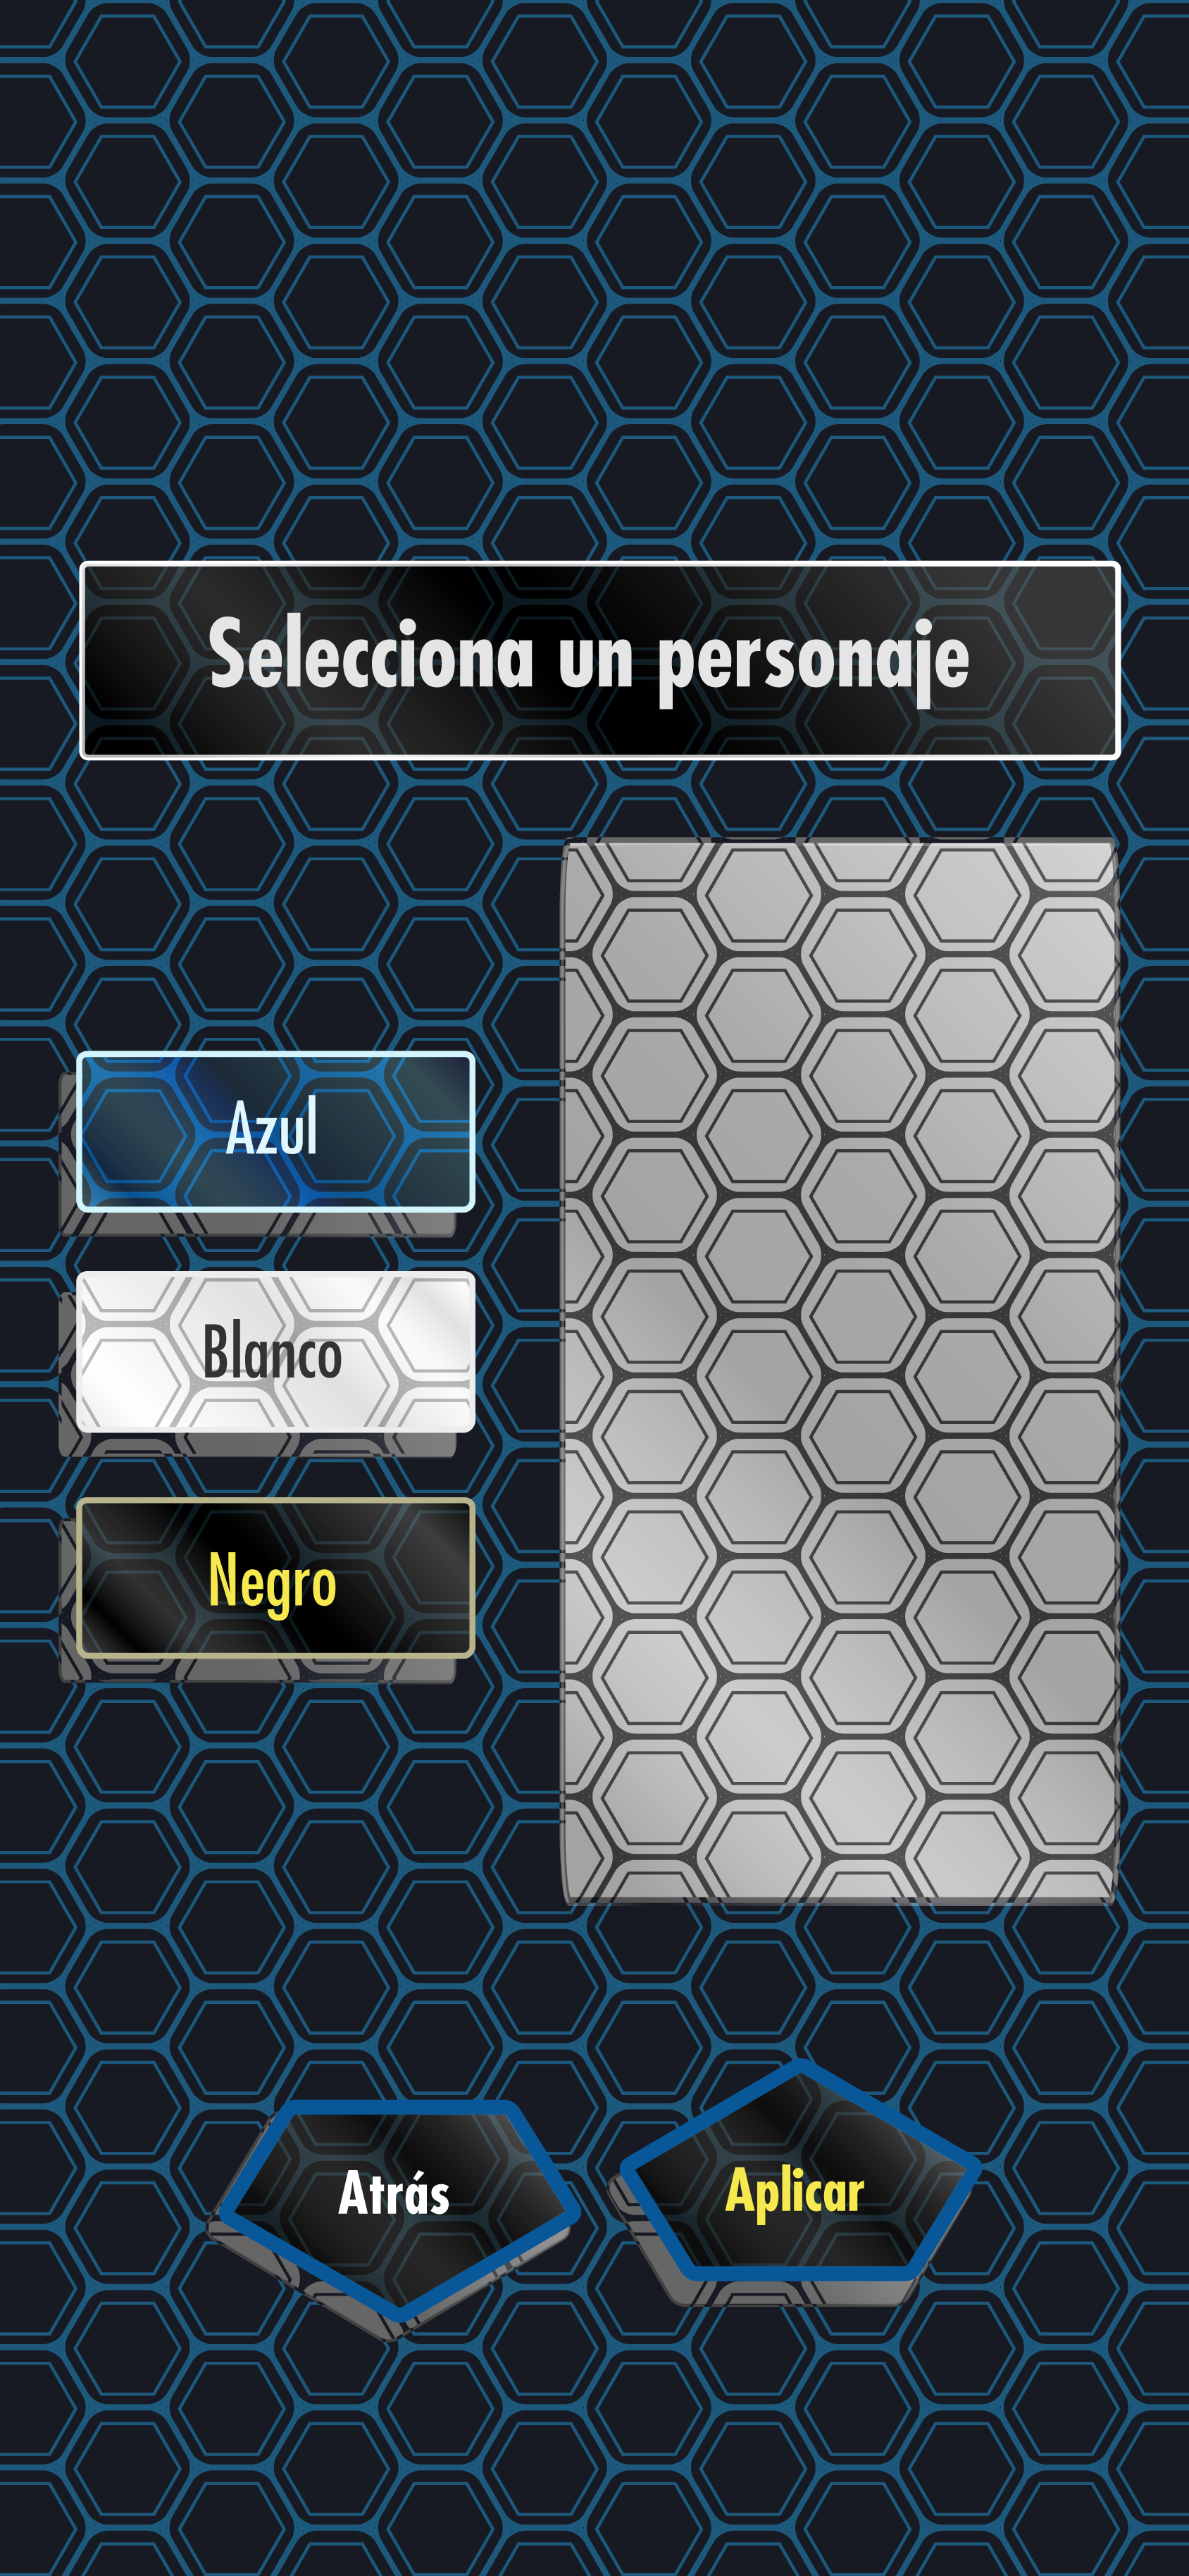 Selecciona un personaje
Azul
Blanco
Negro
Atrás
Aplicar